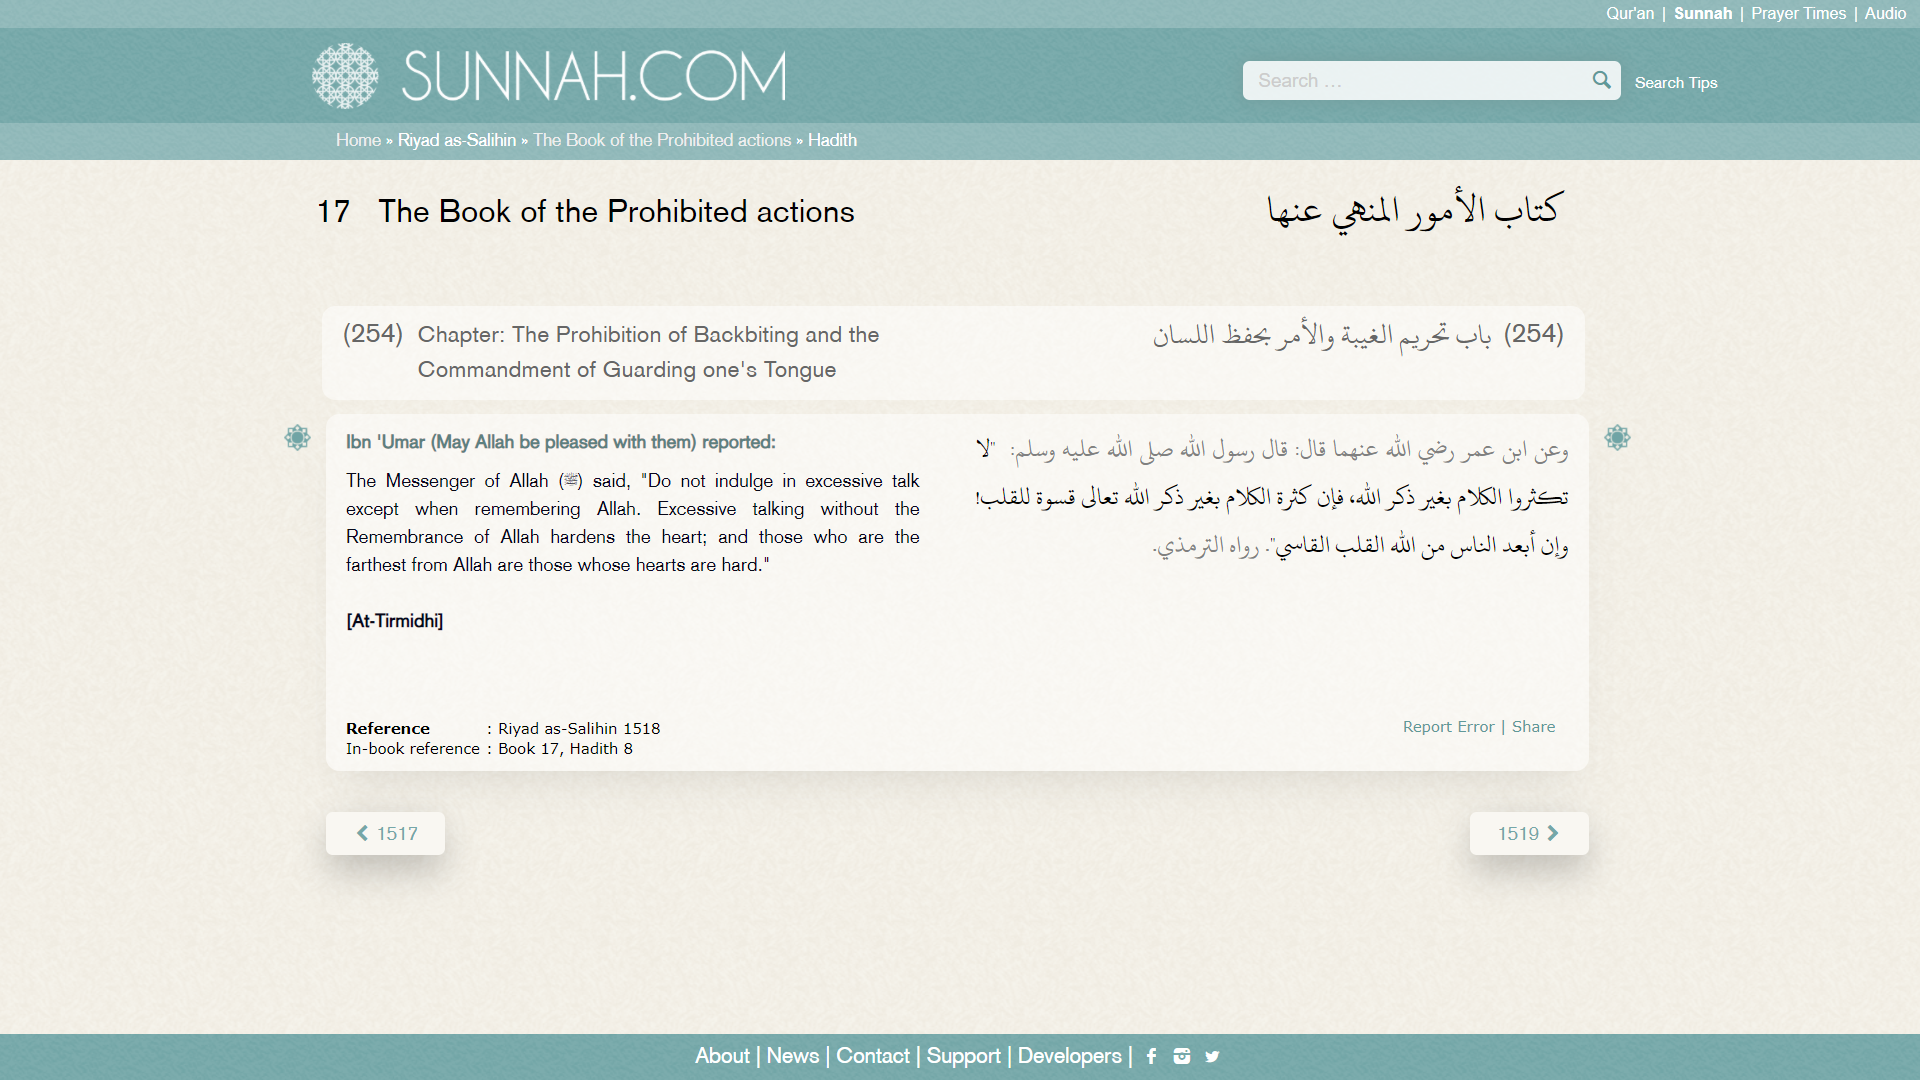 Qur'an | Sunnah | Prayer Times | Audio
SUNNAH.COM
Search ...
Search Tips
Home » Riyad as-Salihin » The Book of the Prohibited actions » Hadith
17 The Book of the Prohibited actions
كتاب الأمور المنهي عنها
(254) Chapter: The Prohibition of Backbiting and the
Commandment of Guarding one's Tongue
(254) باب تحريم الغيبة والأمر بحفظ اللسان
Ibn 'Umar (May Allah be pleased with them) reported:
The Messenger of Allah (ﷺ) said, "Do not indulge in excessive talk
except when remembering Allah. Excessive talking without the
Remembrance of Allah hardens the heart; and those who are the
farthest from Allah are those whose hearts are hard."
[At-Tirmidhi]
وعن ابن عمر رضي الله عنهما قال: قال رسول الله صلى الله عليه وسلم: "لا
تكثروا الكلام بغير ذكر الله، فإن كثرة الكلام بغير ذكر الله تعالى قسوة للقلب!
وإن أبعد الناس من الله القلب القاسي". رواه الترمذي.
Reference : Riyad as-Salihin 1518
In-book reference : Book 17, Hadith 8
Report Error | Share
1517
1519
About | News | Contact | Support | Developers |